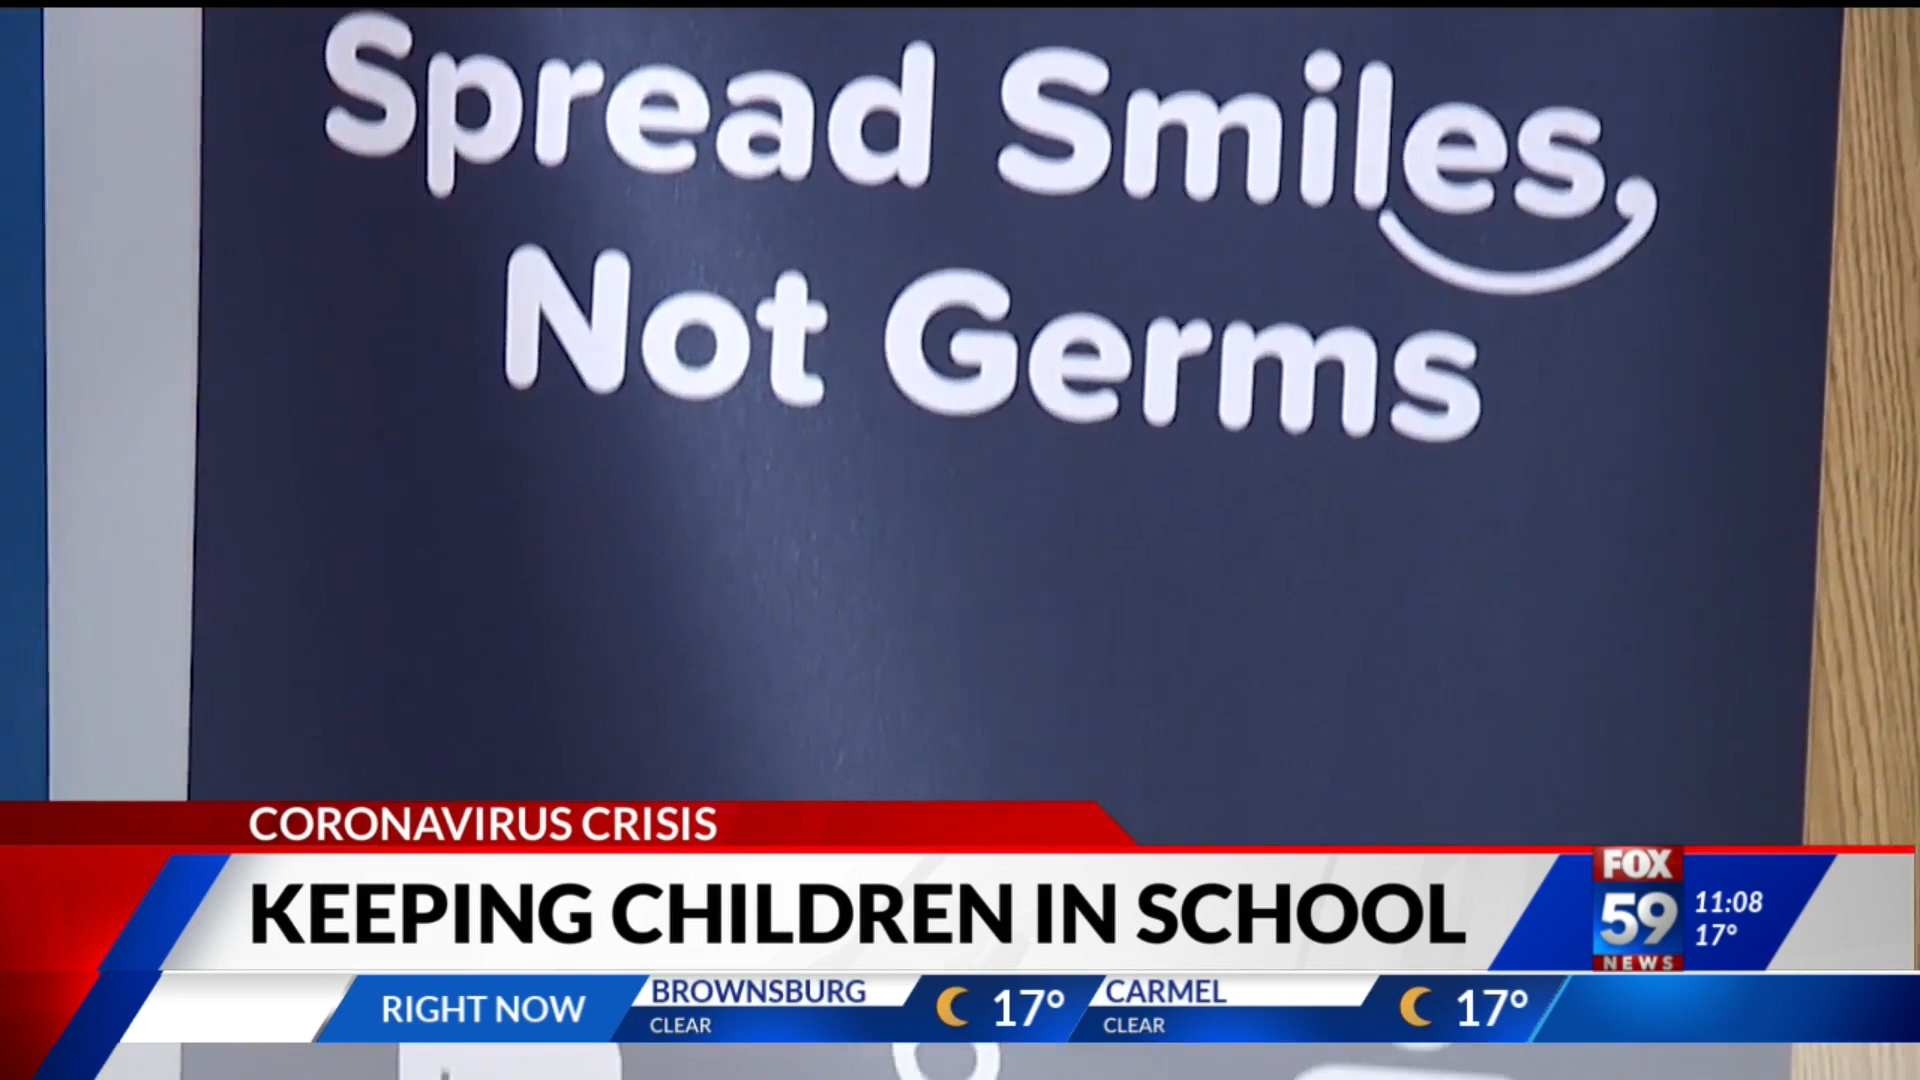 Spread Smiles,
Not Germs
CORONAVIRUS CRISIS
KEEPING CHILDREN IN SCHOOL
FOX
59
NEWS
11:08
17°
RIGHT NOW
BROWNSBURG
CLEAR
17°
CARMEL
CLEAR
17°